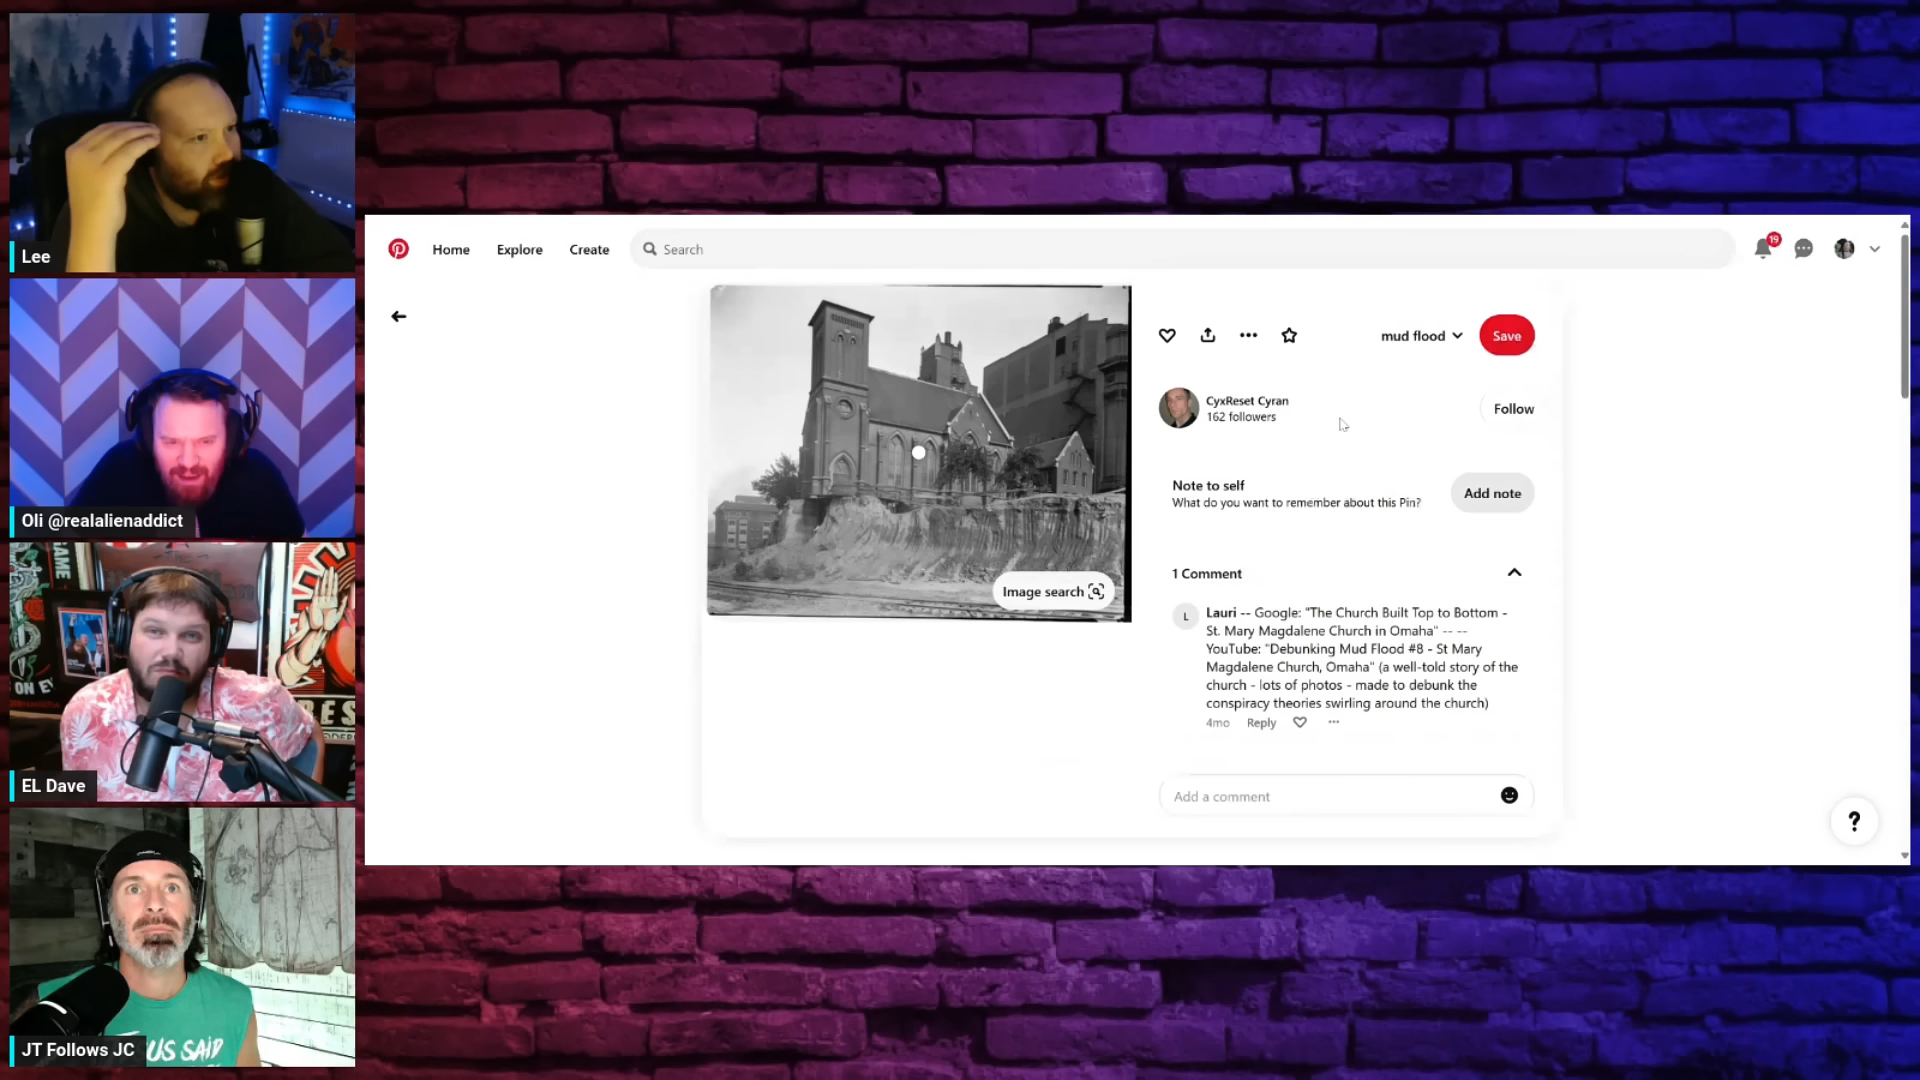 Lee
Oli @realalienaddict
GAME
ON EV
RES
EL Dave
US SAID
JT Follows JC
Home
Explore
Create
Search
19
mud flood
Save
CyxReset Cyran
162 followers
Follow
Note to self
What do you want to remember about this Pin?
Add note
Image search
1 Comment
L
Lauri -- Google: "The Church Built Top to Bottom -
St. Mary Magdalene Church in Omaha" -- --
YouTube: "Debunking Mud Flood #8 - St Mary
Magdalene Church, Omaha" (a well-told story of the
church - lots of photos - made to debunk the
conspiracy theories swirling around the church)
4mo
Reply
Add a comment
?